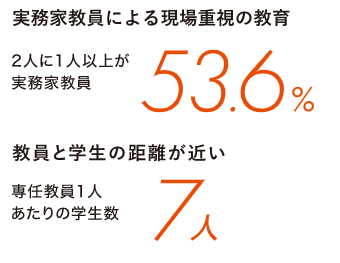 実務家教員による現場重視の教育
2人に1人以上が
実務家教員
53.6%
教員と学生の距離が近い
専任教員1人
あたりの学生数
7人